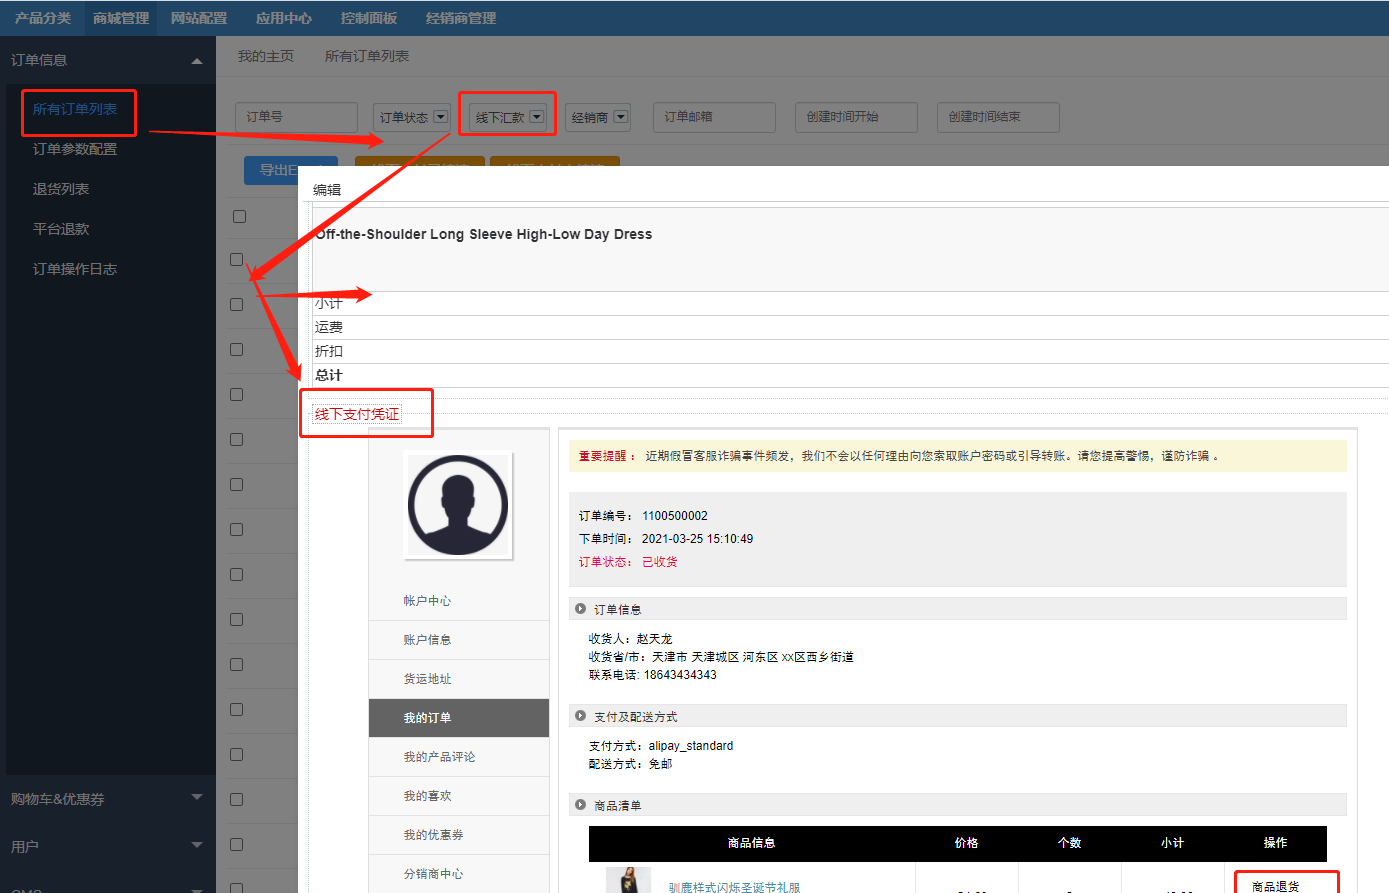 产品分类 商城管理 网站配置 应用中心 控制面板 经销商管理
订单信息
我的主页 所有订单列表
所有订单列表
订单参数配置
退货列表
平台退款
订单操作日志
购物车&优惠券
用户
订单号 订单状态 线下汇款 经销商 订单邮箱 创建时间开始 创建时间结束
编辑
Off-the-Shoulder Long Sleeve High-Low Day Dress
小计
运费
折扣
总计
线下支付凭证
帐户中心
账户信息
货运地址
我的订单
我的产品评论
我的喜欢
我的优惠券
分销商中心
重要提醒： 近期假冒客服诈骗事件频发，我们不会以任何理由向您索取账户密码或引导转账。请您提高警惕，谨防诈骗 。
订单编号： 1100500002
下单时间： 2021-03-25 15:10:49
订单状态： 已收货
订单信息
收货人：赵天龙
收货省/市：天津市 天津城区 河东区 xx区西乡街道
联系电话: 18643434343
支付及配送方式
支付方式：alipay_standard
配送方式：免邮
商品清单
商品信息 价格 个数 小计 操作
驯鹿样式闪烁圣诞节礼服 商品退货